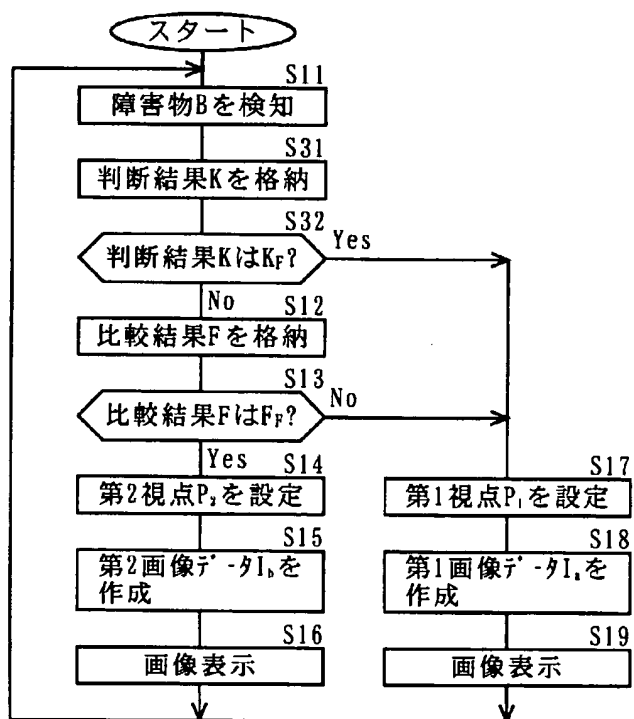 スタート
S11
障害物Bを検知
S31
判断結果Kを格納
S32
判断結果KはKF?
Yes
No
S12
比較結果Fを格納
S13
比較結果FはFF?
No
Yes
S14
第2視点P2を設定
S15
第2画像データIbを
作成
S16
画像表示
S17
第1視点P1を設定
S18
第1画像データIaを
作成
S19
画像表示